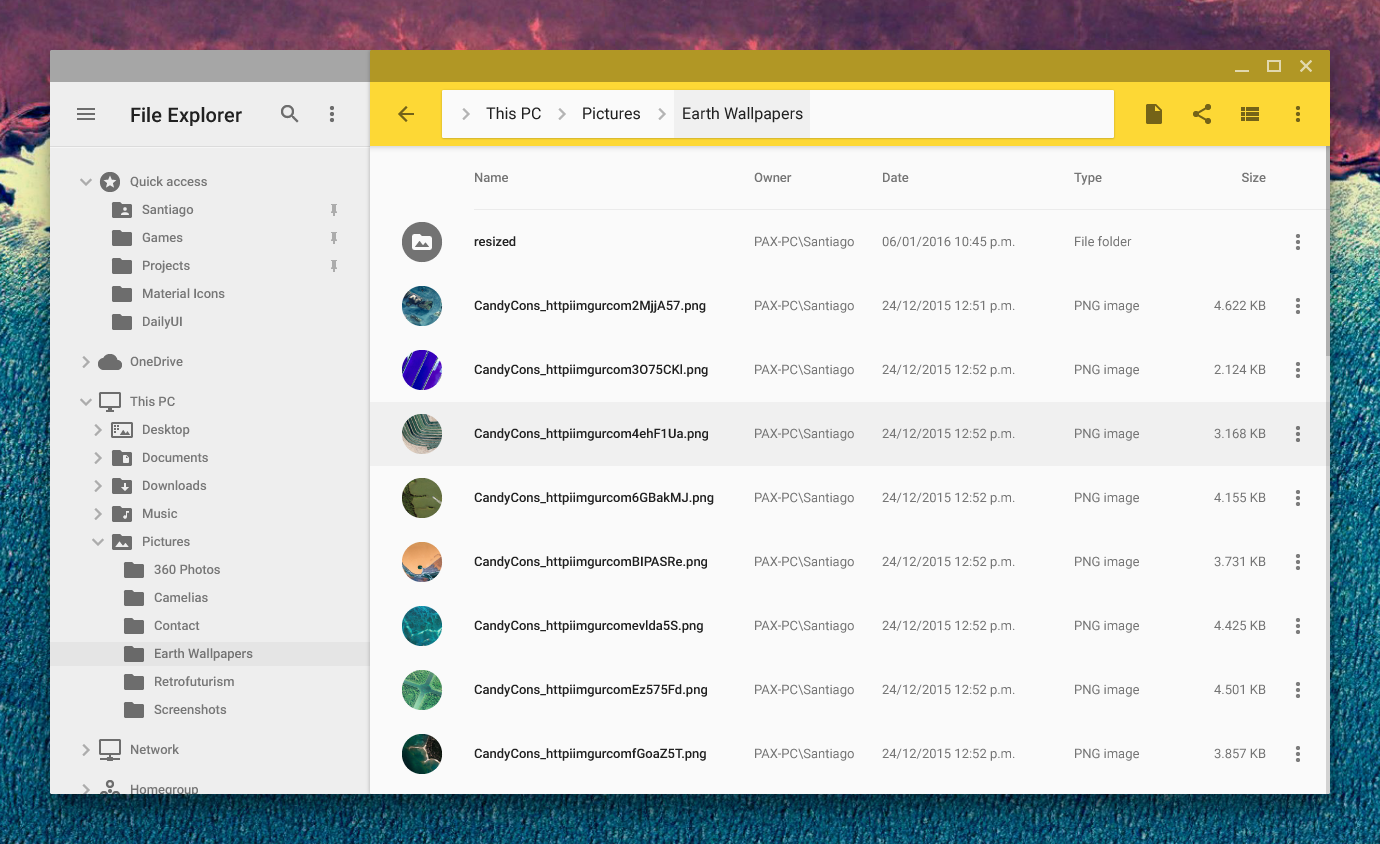 File Explorer
This PC Pictures Earth Wallpapers
Quick access
Santiago
Games
Projects
Material Icons
DailyUI
OneDrive
This PC
Desktop
Documents
Downloads
Music
Pictures
360 Photos
Camelias
Contact
Earth Wallpapers
Retrofuturism
Screenshots
Network
Homegroup
Name Owner Date Type Size
resized PAX-PC\Santiago 06/01/2016 10:45 p.m. File folder
CandyCons_httpiimgurcom2MjjA57.png PAX-PC\Santiago 24/12/2015 12:51 p.m. PNG image 4.622 KB
CandyCons_httpiimgurcom3O75CKl.png PAX-PC\Santiago 24/12/2015 12:52 p.m. PNG image 2.124 KB
CandyCons_httpiimgurcom4ehF1Ua.png PAX-PC\Santiago 24/12/2015 12:52 p.m. PNG image 3.168 KB
CandyCons_httpiimgurcom6GBakMJ.png PAX-PC\Santiago 24/12/2015 12:52 p.m. PNG image 4.155 KB
CandyCons_httpiimgurcomBIPASRe.png PAX-PC\Santiago 24/12/2015 12:52 p.m. PNG image 3.731 KB
CandyCons_httpiimgurcomevlda5S.png PAX-PC\Santiago 24/12/2015 12:52 p.m. PNG image 4.425 KB
CandyCons_httpiimgurcomEz575Fd.png PAX-PC\Santiago 24/12/2015 12:52 p.m. PNG image 4.501 KB
CandyCons_httpiimgurcomfGoaZ5T.png PAX-PC\Santiago 24/12/2015 12:52 p.m. PNG image 3.857 KB